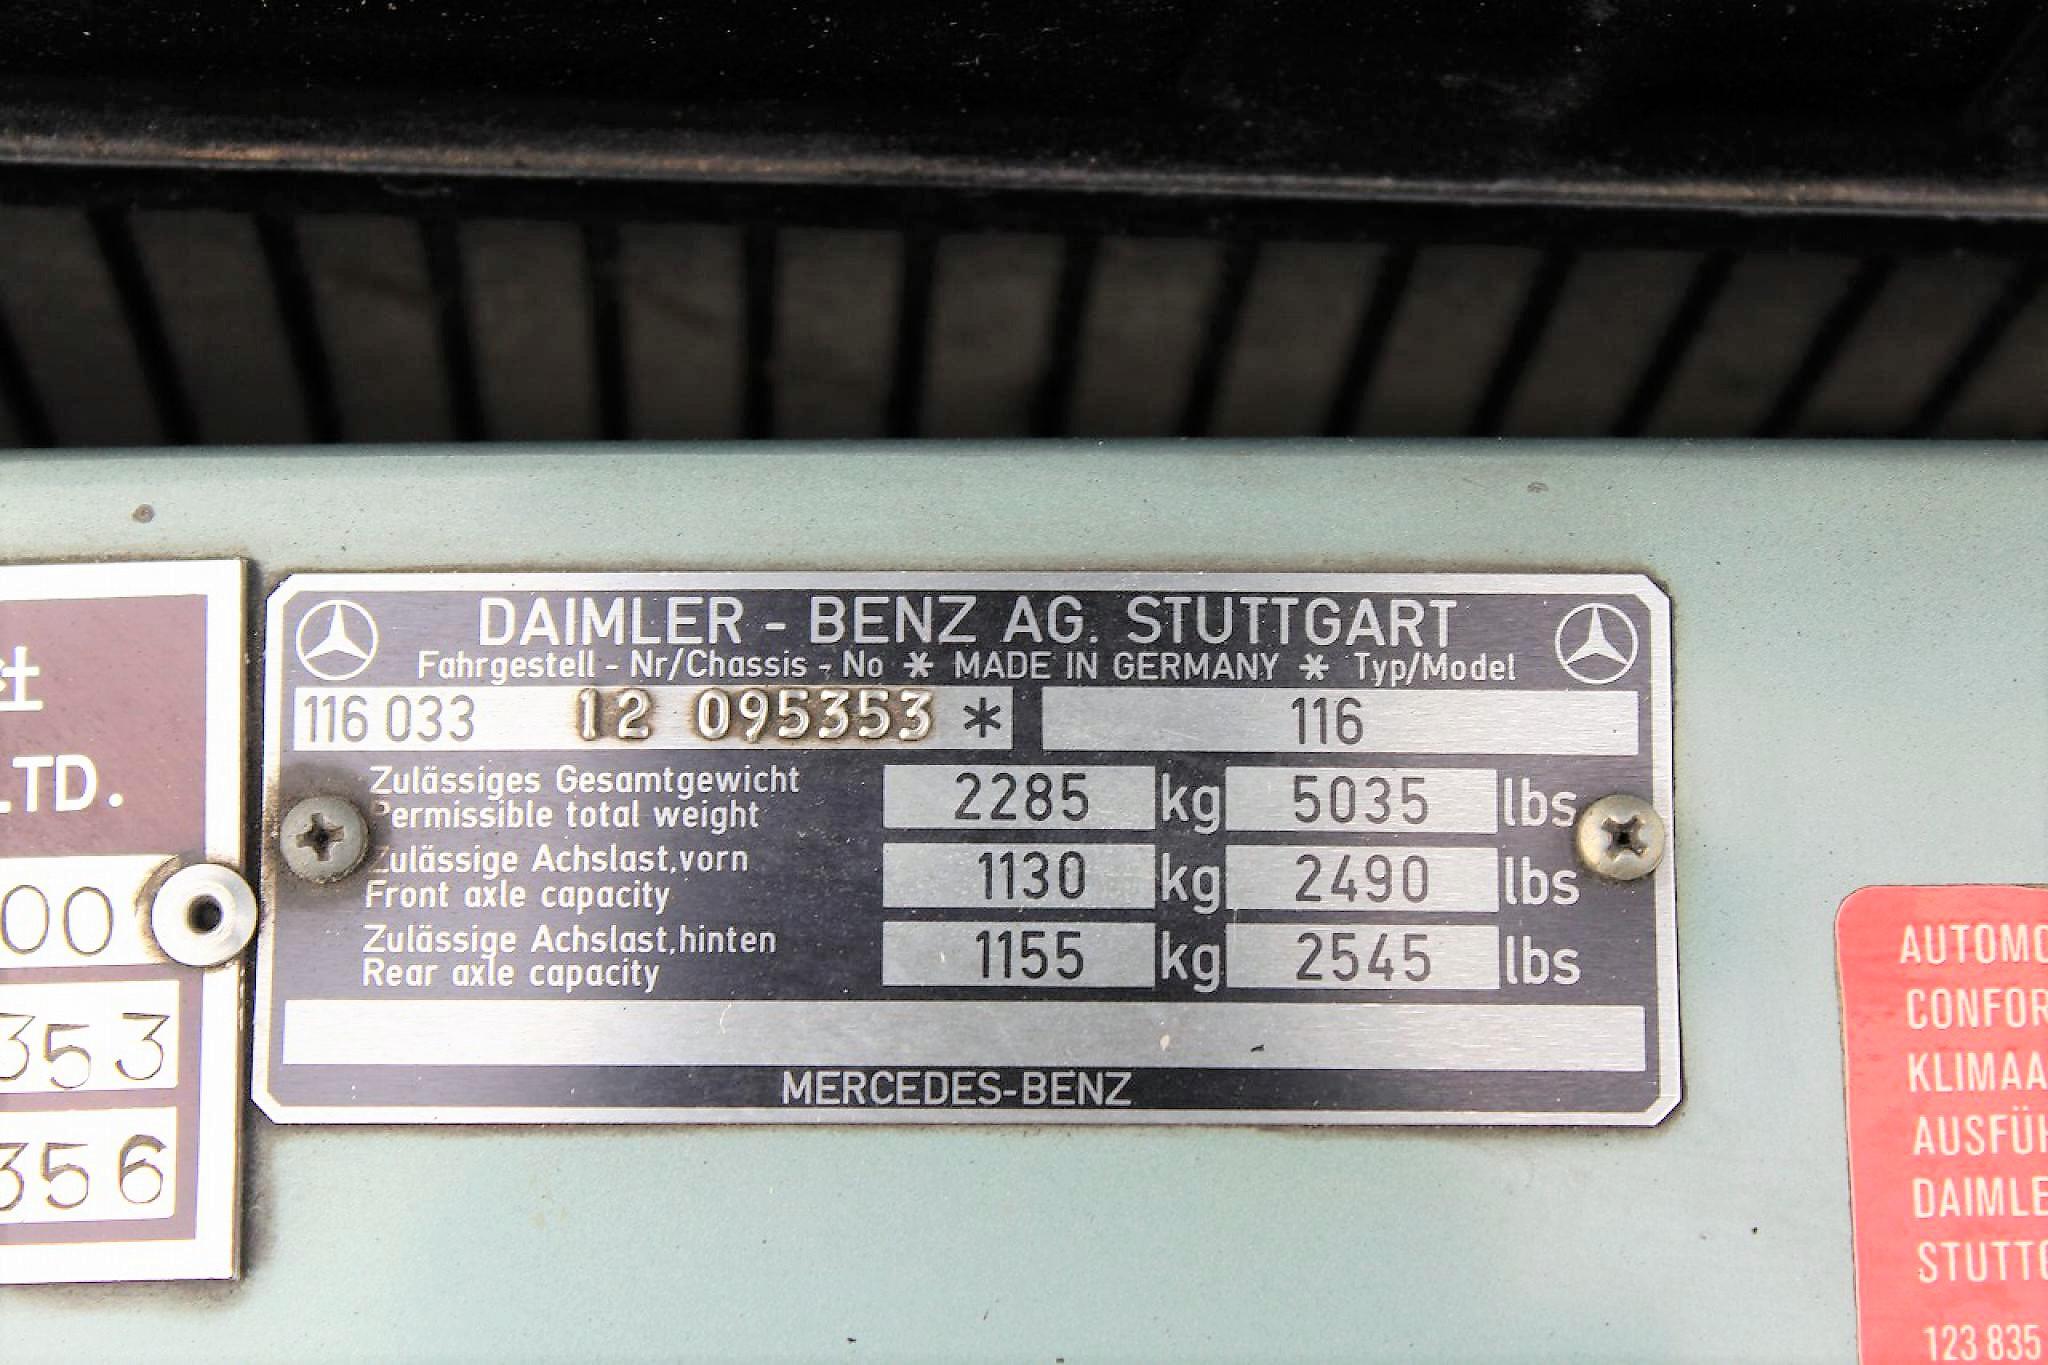 社
LTD.
00
353
356
DAIMLER - BENZ AG. STUTTGART
Fahrgestell - Nr/Chassis - No * MADE IN GERMANY * Typ/Model
116 033 12 095353 * 116
Zulässiges Gesamtgewicht
Permissible total weight 2285 kg 5035 lbs
Zulässige Achslast, vorn
Front axle capacity 1130 kg 2490 lbs
Zulässige Achslast, hinten
Rear axle capacity 1155 kg 2545 lbs
MERCEDES-BENZ
AUTOMO
CONFOR
KLIMAA
AUSFÜH
DAIMLE
STUTTG
123 835